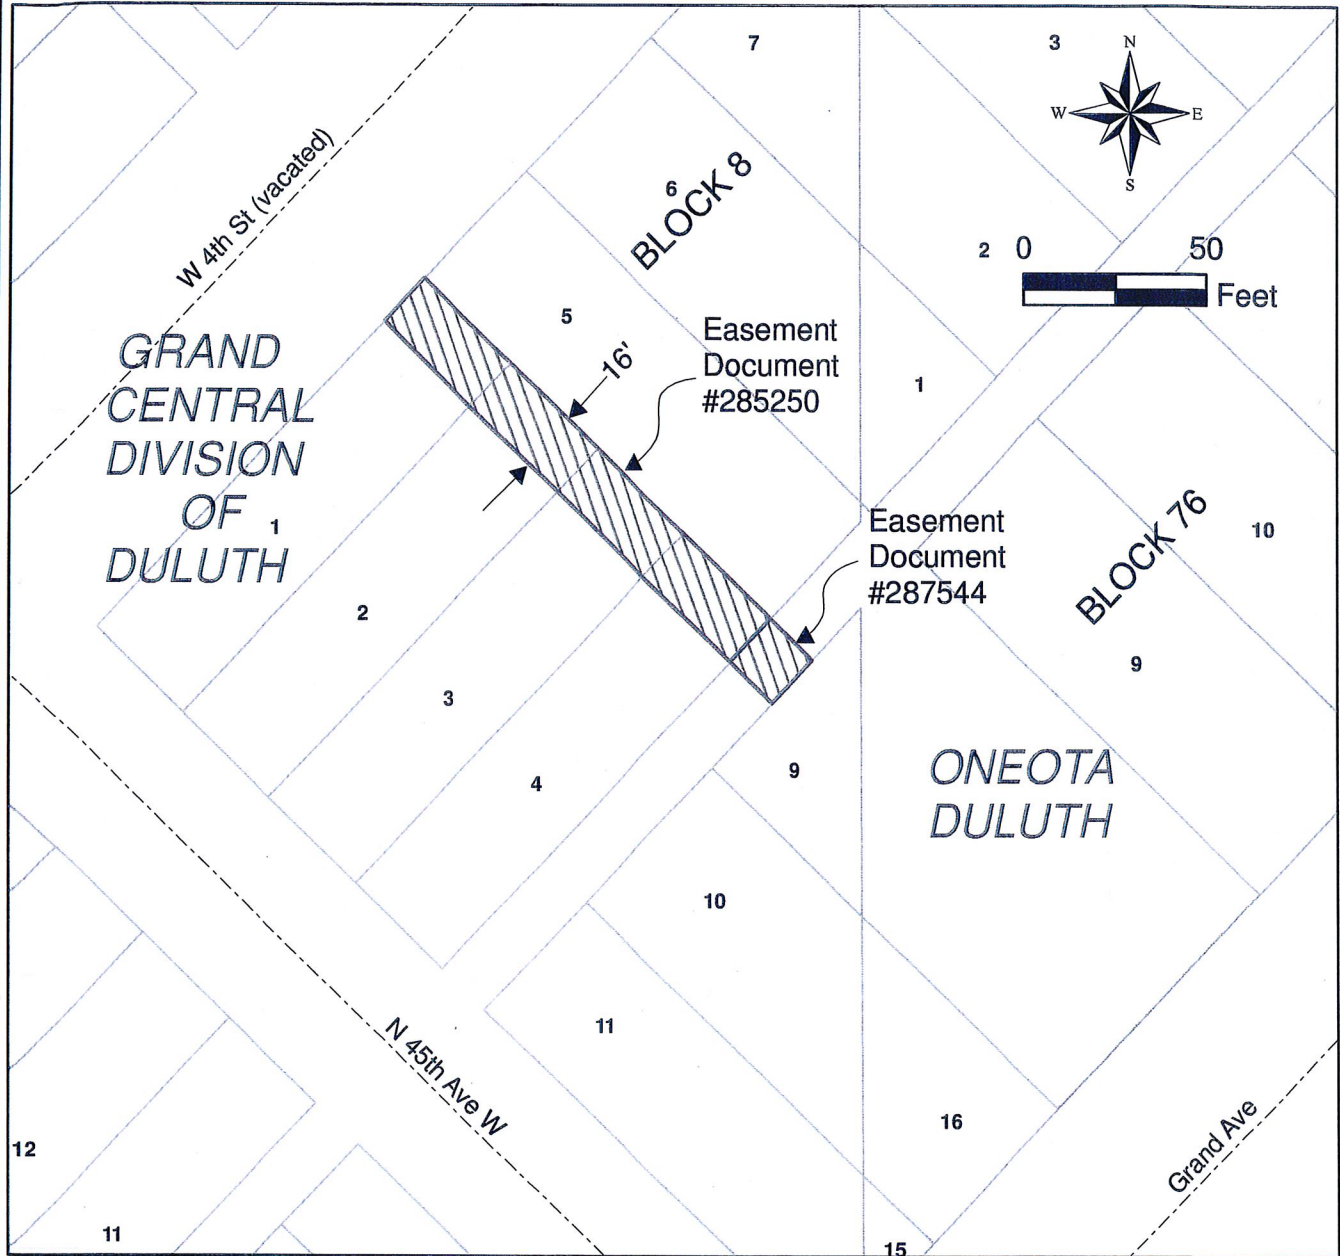 7
3
N
W
E
S
W 4th St (vacated)
6
BLOCK 8
2
0
50
Feet
5
16'
Easement
Document
#285250
GRAND
CENTRAL
DIVISION
OF
DULUTH
1
1
Easement
Document
#287544
BLOCK 76
10
2
9
3
4
9
ONEOTA
DULUTH
10
11
N 45th Ave W
16
Grand Ave
12
11
15